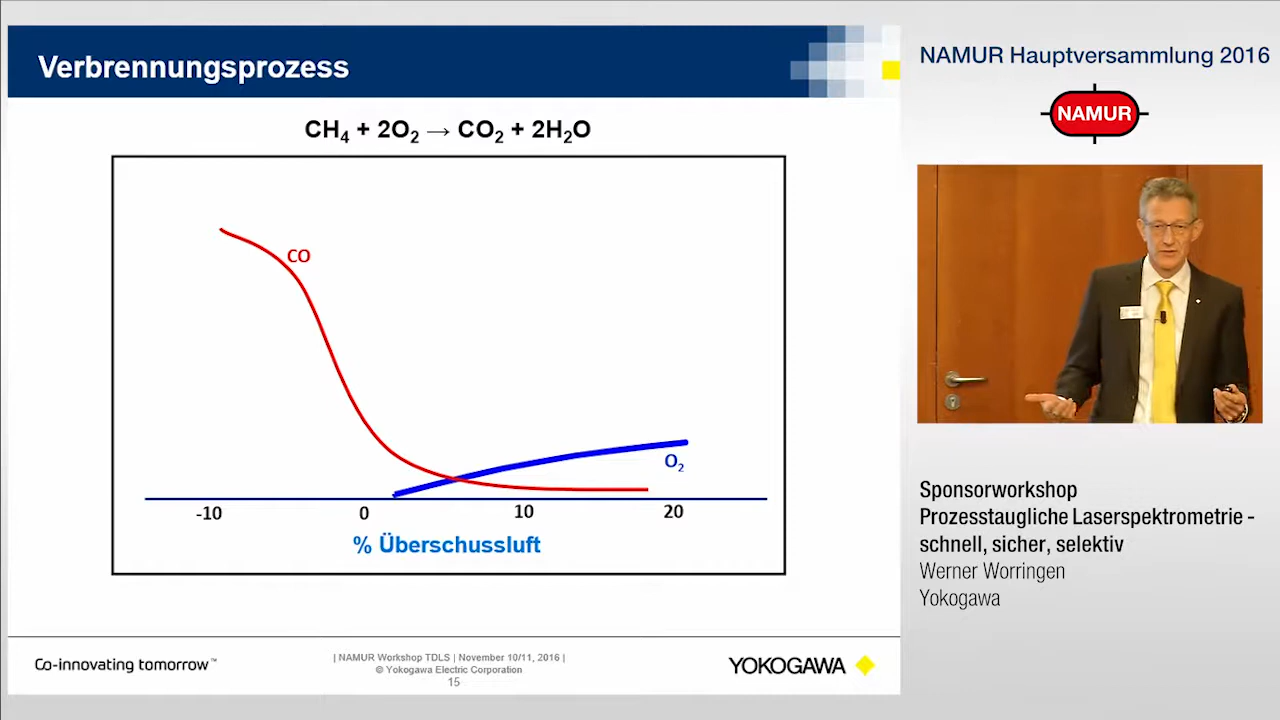 Verbrennungsprozess
CH₄ + 2O₂ → CO₂ + 2H₂O
CO
O₂
-10 0 10 20
% Überschussluft
Co-innovating tomorrow™
| NAMUR Workshop TDLS | November 10/11, 2016 |
© Yokogawa Electric Corporation
15
YOKOGAWA
NAMUR Hauptversammlung 2016
NAMUR
Sponsorworkshop
Prozesstaugliche Laserspektrometrie -
schnell, sicher, selektiv
Werner Worringen
Yokogawa